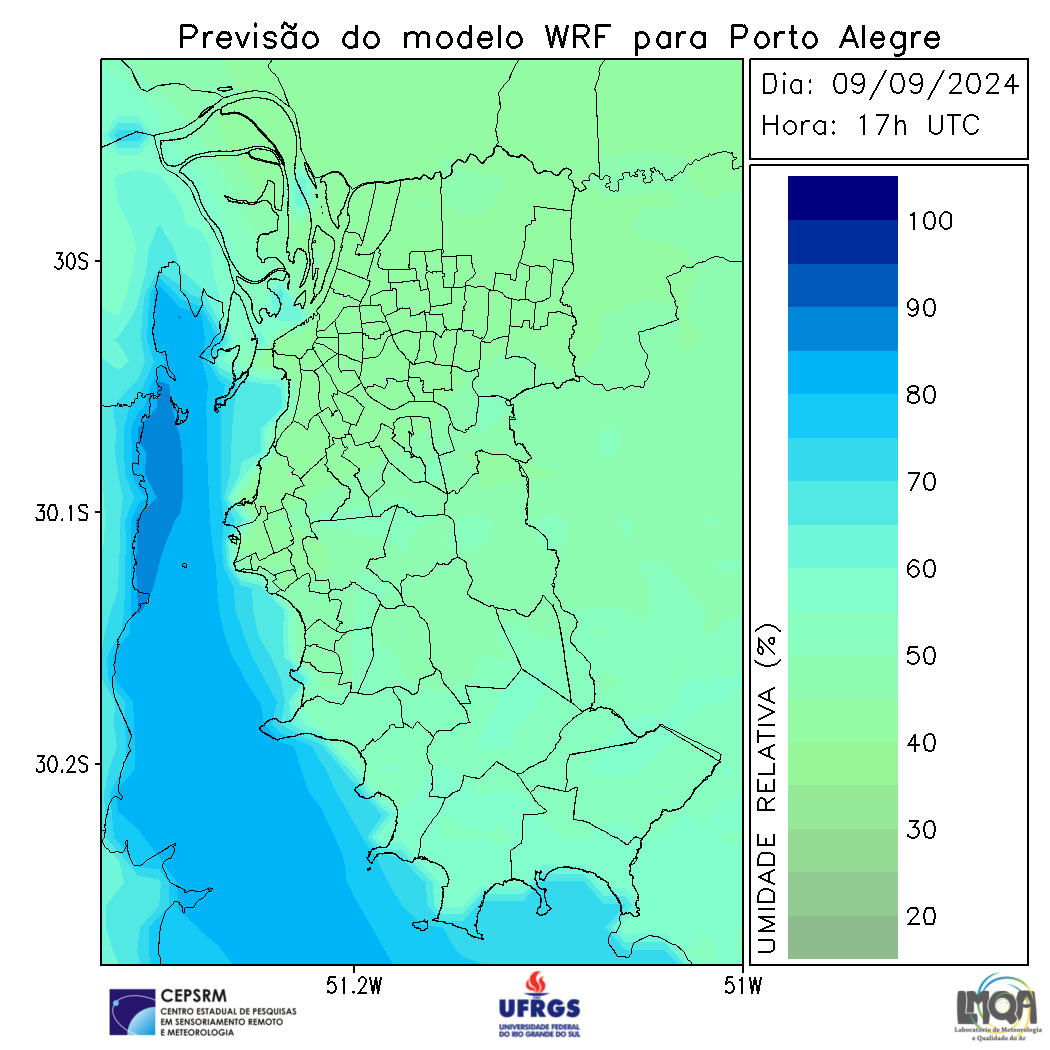 Previsão do modelo WRF para Porto Alegre
Dia: 09/09/2024
Hora: 17h UTC
30S
30.1S
30.2S
51.2W
51W
100
90
80
70
60
50
40
30
20
UMIDADE RELATIVA (%)
CEPSRM
CENTRO ESTADUAL DE PESQUISAS
EM SENSORIAMENTO REMOTO
E METEOROLOGIA
UFRGS
UNIVERSIDADE FEDERAL
DO RIO GRANDE DO SUL
LMQA
Laboratório de Meteorologia
e Qualidade do Ar